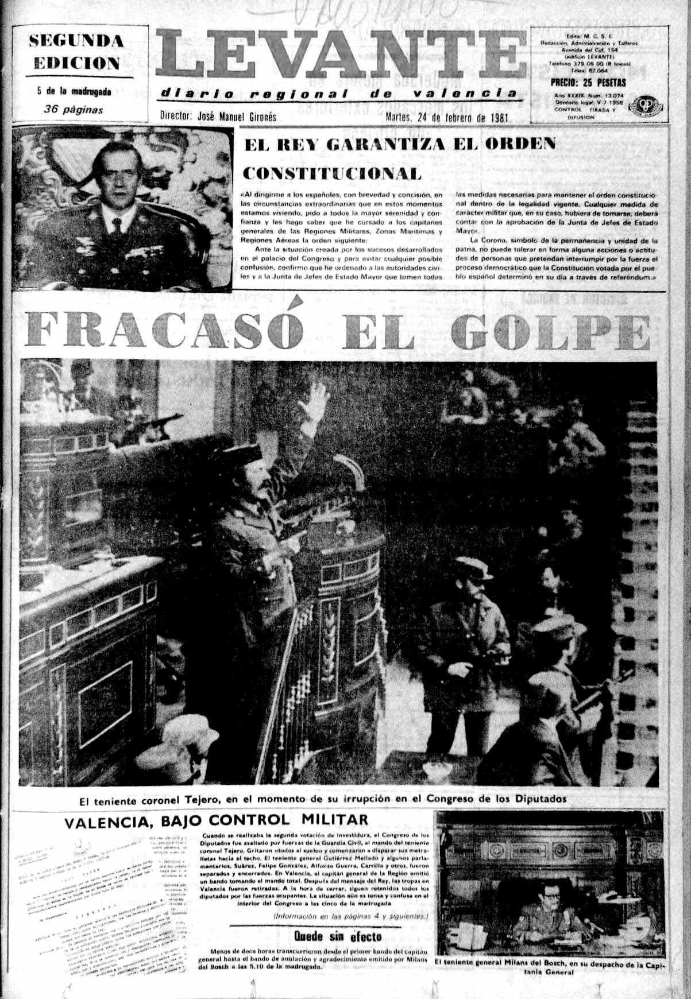 SEGUNDA
EDICION
5 de la madrugada
36 páginas
LEVANTE
diario regional de valencia
Director: José Manuel Gironés
Martes, 24 de febrero de 1981
Edita: M. C. S. E.
Redacción, Administración y Talleres
Avenida del Cid, 154
(edificio LEVANTE)
Teléfono 379 08 00 (8 líneas)
Télex: 62.064
PRECIO: 25 PESETAS
Año XXXIX. Núm. 13.074
Depósito legal: V-7-1958
CONTROL TIRADA Y
DIFUSION
EL REY GARANTIZA EL ORDEN
CONSTITUCIONAL
«Al dirigirme a los españoles, con brevedad y concisión, en
las circunstancias extraordinarias que en estos momentos
estamos viviendo, pido a todos la mayor serenidad y con-
fianza y les hago saber que he cursado a los capitanes
generales de las Regiones Militares, Zonas Marítimas y
Regiones Aéreas la orden siguiente:
Ante la situación creada por los sucesos desarrollados
en el palacio del Congreso y para evitar cualquier posible
confusión, confirmo que he ordenado a las autoridades civi-
les y a la Junta de Jefes de Estado Mayor que tomen todas
las medidas necesarias para mantener el orden constitucio-
nal dentro de la legalidad vigente. Cualquier medida de
carácter militar que, en su caso, hubiera de tomarse, deberá
contar con la aprobación de la Junta de Jefes de Estado
Mayor.
La Corona, símbolo de la permanencia y unidad de la
patria, no puede tolerar en forma alguna acciones o actitu-
des de personas que pretendan interrumpir por la fuerza el
proceso democrático que la Constitución votada por el pue-
blo español determinó en su día a través de referéndum.»
FRACASÓ EL GOLPE
El teniente coronel Tejero, en el momento de su irrupción en el Congreso de los Diputados
VALENCIA, BAJO CONTROL MILITAR
Cuando se realizaba la segunda votación de investidura, el Congreso de los
Diputados fue asaltado por fuerzas de la Guardia Civil, al mando del teniente
coronel Tejero. Gritaron «todos al suelo» y comenzaron a disparar sus metra-
lletas hacia el techo. El teniente general Gutiérrez Mellado y algunos parla-
mentarios, Suárez, Felipe González, Alfonso Guerra, Carrillo y otros, fueron
separados y encerrados. En Valencia, el capitán general de la Región emitió
un bando tomando el mando total. Después del mensaje del Rey, las tropas en
Valencia fueron retiradas. A la hora de cerrar, siguen retenidos todos los
diputados por las fuerzas ocupantes. La situación aún es tensa y confusa en el
interior del Congreso a las cinco de la madrugada
(Información en las páginas 4 y siguientes.)
Quede sin efecto
Menos de doce horas transcurrieron desde el primer bando del capitán
general hasta el bando de anulación y agradecimiento emitido por Milans
del Bosch a las 5,10 de la madrugada.
El teniente general Milans del Bosch, en su despacho de la Capi-
tanía General